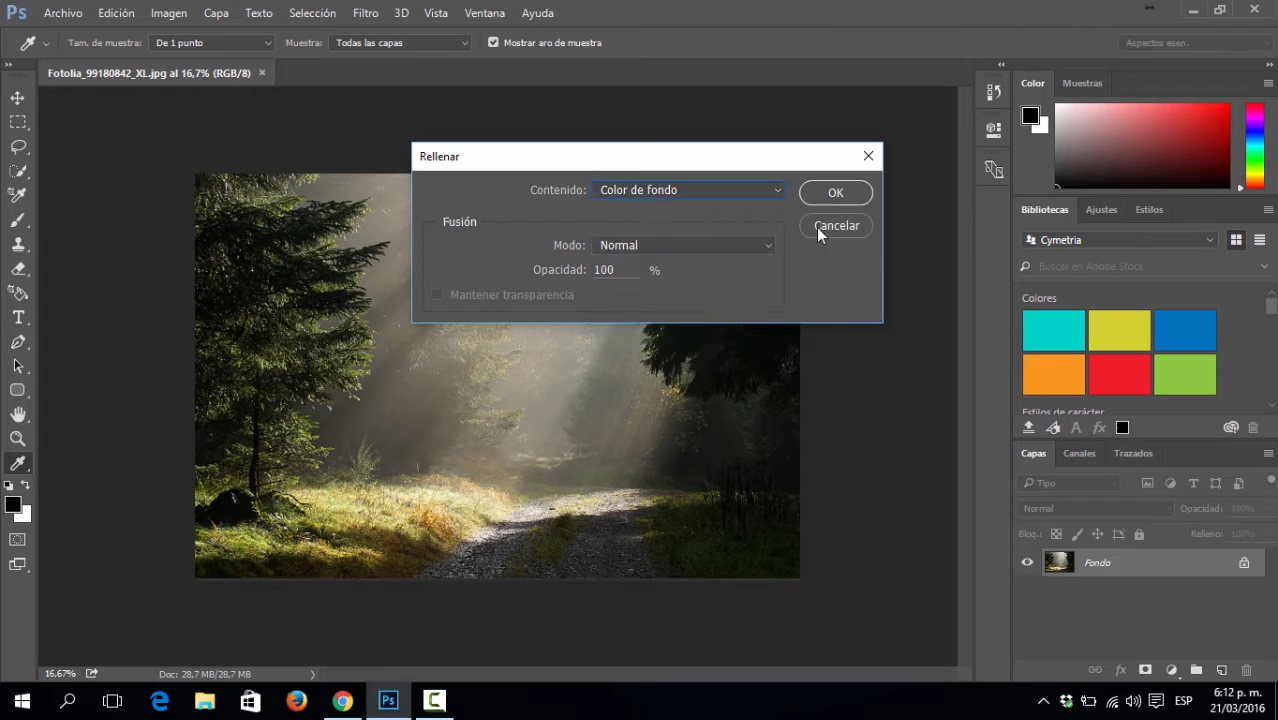 Ps Archivo Edición Imagen Capa Texto Selección Filtro 3D Vista Ventana Ayuda
Tam. de muestra: De 1 punto Muestra: Todas las capas Mostrar aro de muestra Aspectos esen.
Fotolia_99180842_XL.jpg al 16,7% (RGB/8) ×
Color Muestras
Rellenar
Contenido: Color de fondo OK
Fusión Cancelar
Modo: Normal
Opacidad: 100 %
Mantener transparencia
Bibliotecas Ajustes Estilos
Cymetria
Buscar en Adobe Stock
Colores
Estilos de carácter
Capas Canales Trazados
Tipo
Normal Opacidad: 100%
Bloq.: Relleno: 100%
Fondo
16,67% Doc: 28,7 MB/28,7 MB
Ps ESP 6:12 p. m.
21/03/2016